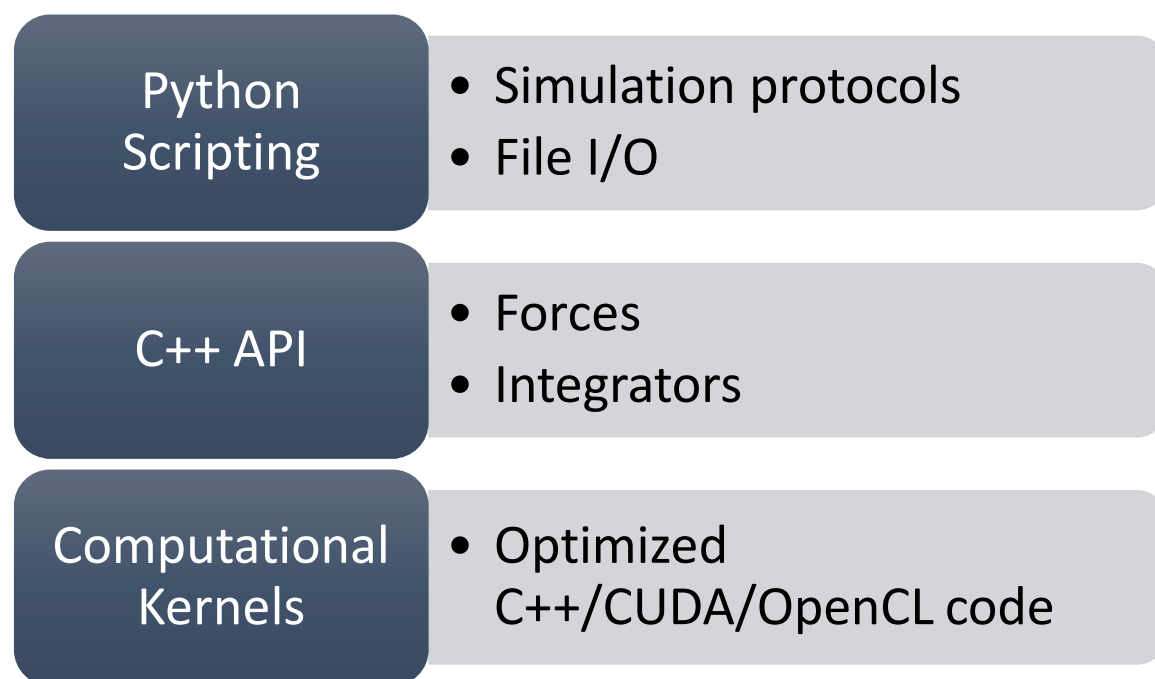 Python
Scripting
• Simulation protocols
• File I/O
C++ API
• Forces
• Integrators
Computational
Kernels
• Optimized
C++/CUDA/OpenCL code